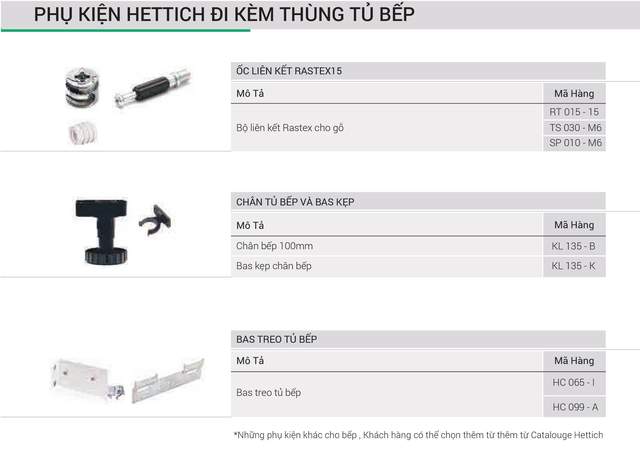 PHỤ KIỆN HETTICH ĐI KÈM THÙNG TỦ BẾP
ỐC LIÊN KẾT RASTEX15
Mô Tả Mã Hàng
Bộ liên kết Rastex cho gỗ
RT 015 - 15
TS 030 - M6
SP 010 - M6
CHÂN TỦ BẾP VÀ BAS KẸP
Mô Tả Mã Hàng
Chân bếp 100mm KL 135 - B
Bas kẹp chân bếp KL 135 - K
BAS TREO TỦ BẾP
Mô Tả Mã Hàng
Bas treo tủ bếp
HC 065 - I
HC 099 - A
*Những phụ kiện khác cho bếp , Khách hàng có thể chọn thêm từ thêm từ Catalouge Hettich